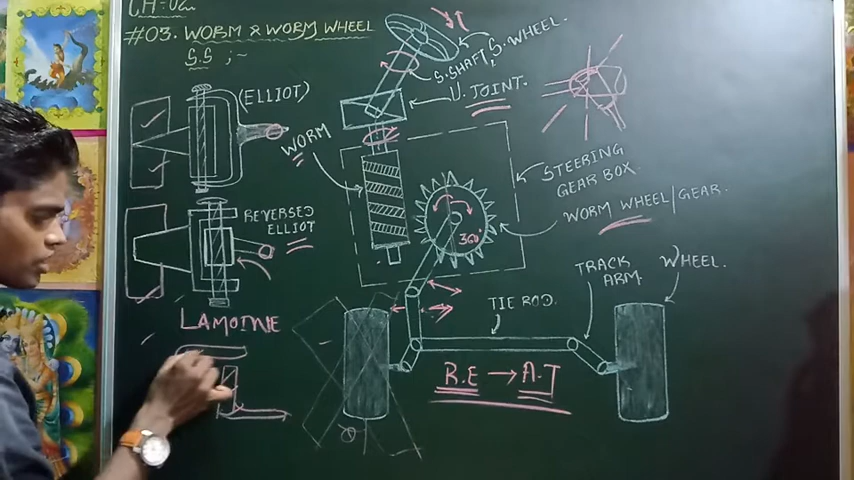 CH-02
#03. WORM & WORM WHEEL
S.S ;-
(ELLIOT)
REVERSED
ELLIOT
LAMOINE
WORM
S. WHEEL.
S. SHAFT.
U. JOINT.
STEERING
GEAR BOX.
WORM WHEEL/GEAR.
360°
TRACK
ARM.
WHEEL.
TIE ROD.
R.E → A.T